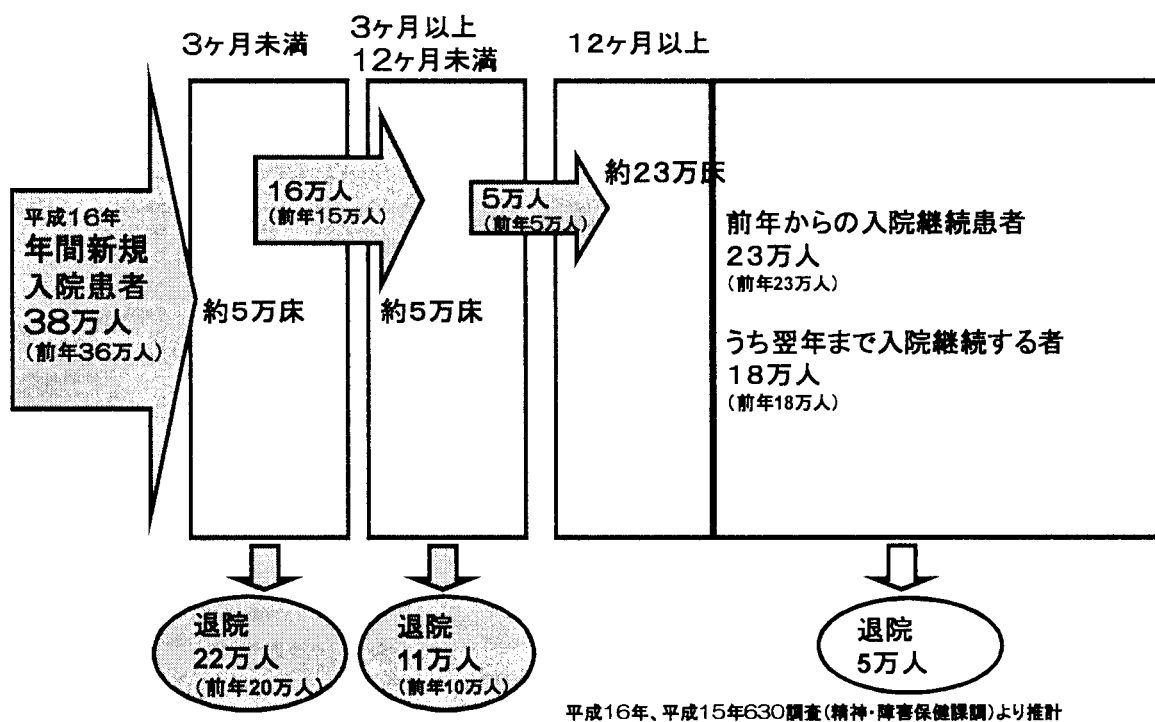 3ヶ月未満
3ヶ月以上
12ヶ月未満
12ヶ月以上
平成16年
年間新規
入院患者
38万人
(前年36万人)
約5万床
16万人
(前年15万人)
約5万床
5万人
(前年5万人)
約23万床
前年からの入院継続患者
23万人
(前年23万人)
うち翌年まで入院継続する者
18万人
(前年18万人)
退院
22万人
(前年20万人)
退院
11万人
(前年10万人)
退院
5万人
平成16年、平成15年630調査(精神・障害保健課調)より推計